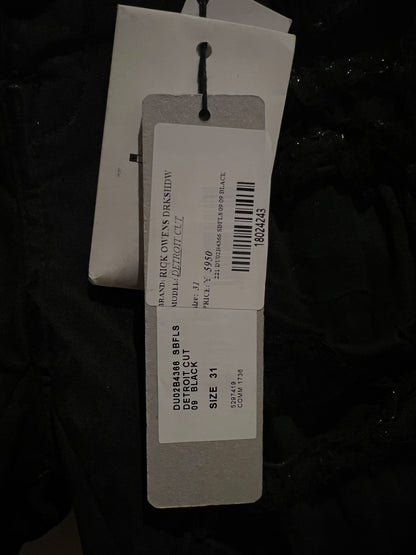 BRAND: RICK OWENS DRKSHDW
MODEL: DETROIT CUT
size: 31
PRICE: Y 5950
221 DU02B4366 SBFLS 09 09 BLACK
18024243
DU02B4366 SBFLS
DETROIT CUT
09 BLACK
SIZE 31
5297419
COMM 1736